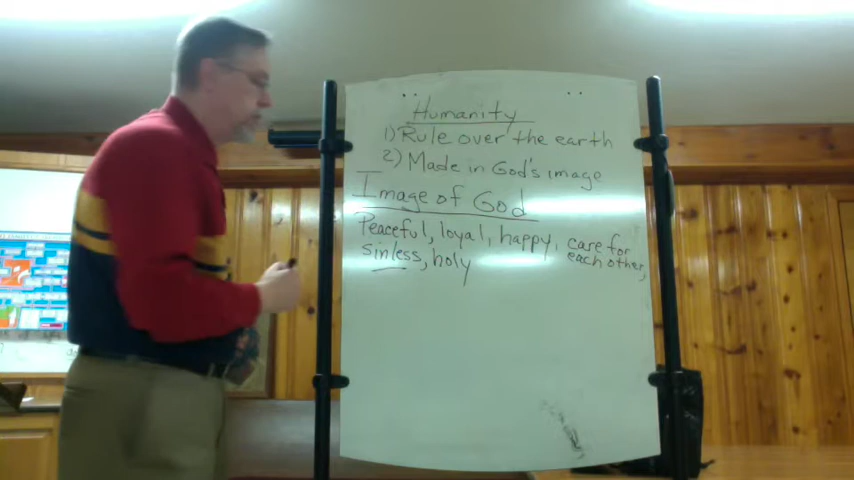 Humanity
1) Rule over the earth
2) Made in God's image
Image of God
Peaceful, loyal, happy, care for each other,
sinless, holy